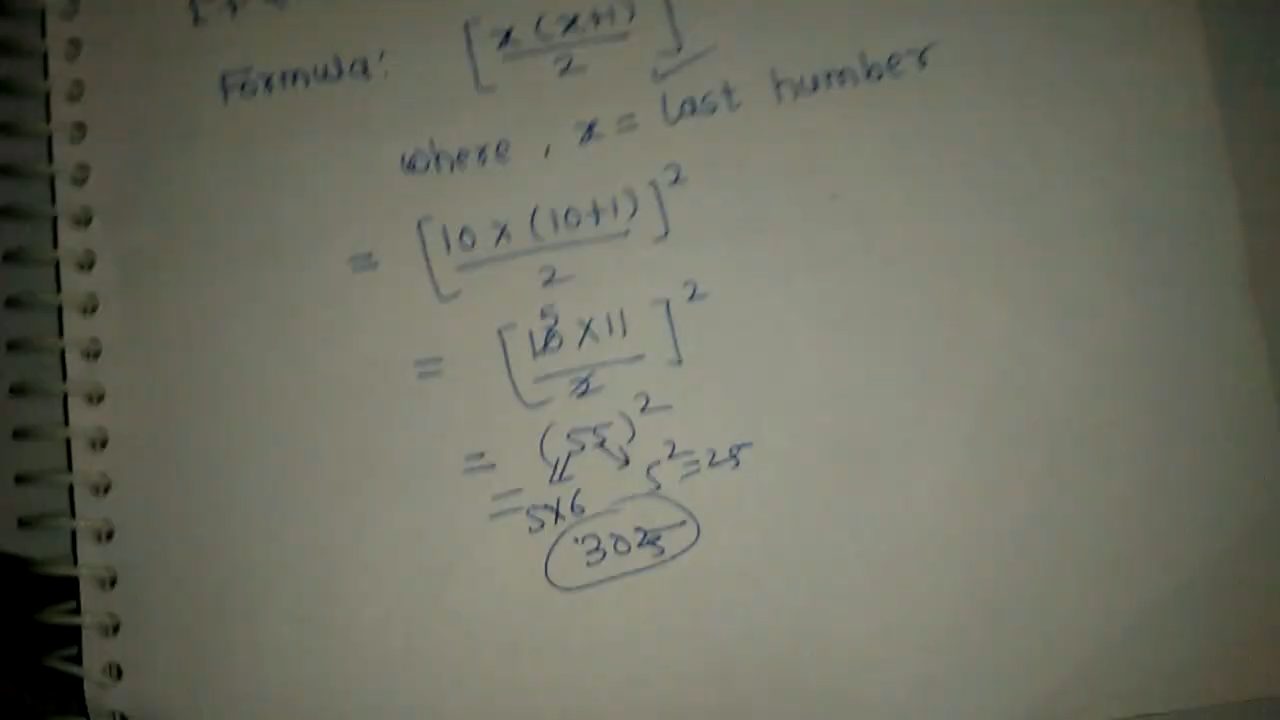 Formula: [x(x+1)/2]
where, x = last number
= [10 x (10+1)/2]²
= [10 5 x 11/2]²
= (55)²
= 5x6 5² = 25
3025